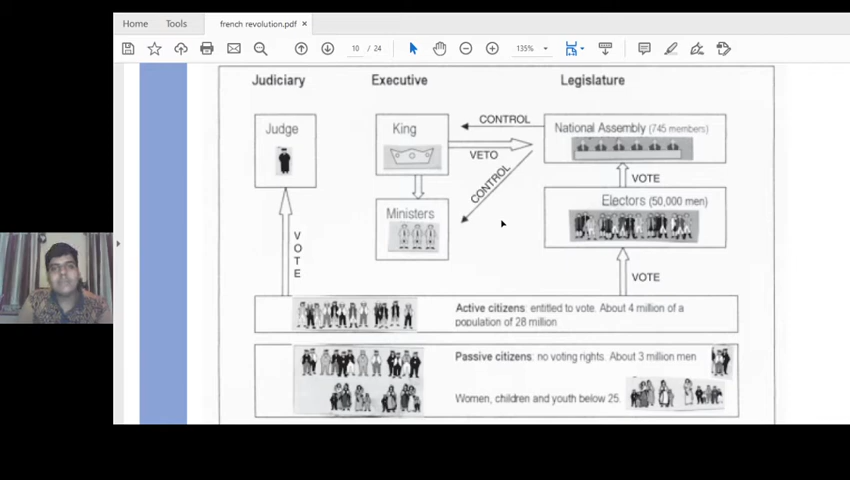 Home Tools french revolution.pdf ×
10 / 24 135%
Judiciary Executive Legislature
Judge
King
CONTROL
VETO
National Assembly (745 members)
CONTROL
VOTE
Ministers
Electors (50,000 men)
VOTE
VOTE
Active citizens: entitled to vote. About 4 million of a
population of 28 million
Passive citizens: no voting rights. About 3 million men
Women, children and youth below 25.